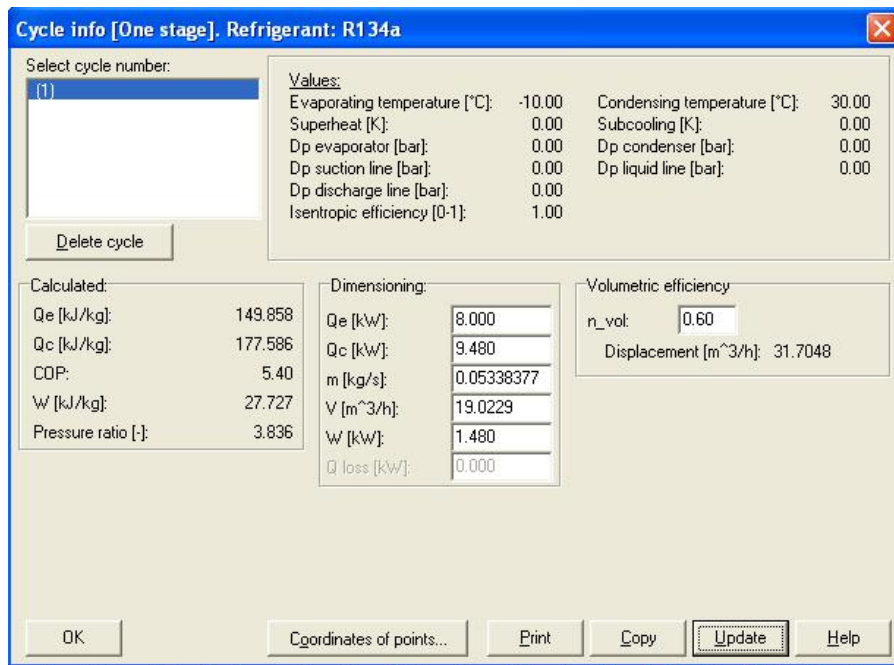 Cycle info [One stage]. Refrigerant: R134a
Select cycle number:
(1)
Delete cycle
Values:
Evaporating temperature [°C]: -10.00 Condensing temperature [°C]: 30.00
Superheat [K]: 0.00 Subcooling [K]: 0.00
Dp evaporator [bar]: 0.00 Dp condenser [bar]: 0.00
Dp suction line [bar]: 0.00 Dp liquid line [bar]: 0.00
Dp discharge line [bar]: 0.00
Isentropic efficiency [0-1]: 1.00
Calculated:
Qe [kJ/kg]: 149.858
Qc [kJ/kg]: 177.586
COP: 5.40
W [kJ/kg]: 27.727
Pressure ratio [-]: 3.836
Dimensioning:
Qe [kW]: 8.000
Qc [kW]: 9.480
m [kg/s]: 0.05338377
V [m^3/h]: 19.0229
W [kW]: 1.480
Q loss [kW]: 0.000
Volumetric efficiency
n_vol: 0.60
Displacement [m^3/h]: 31.7048
OK Coordinates of points... Print Copy Update Help